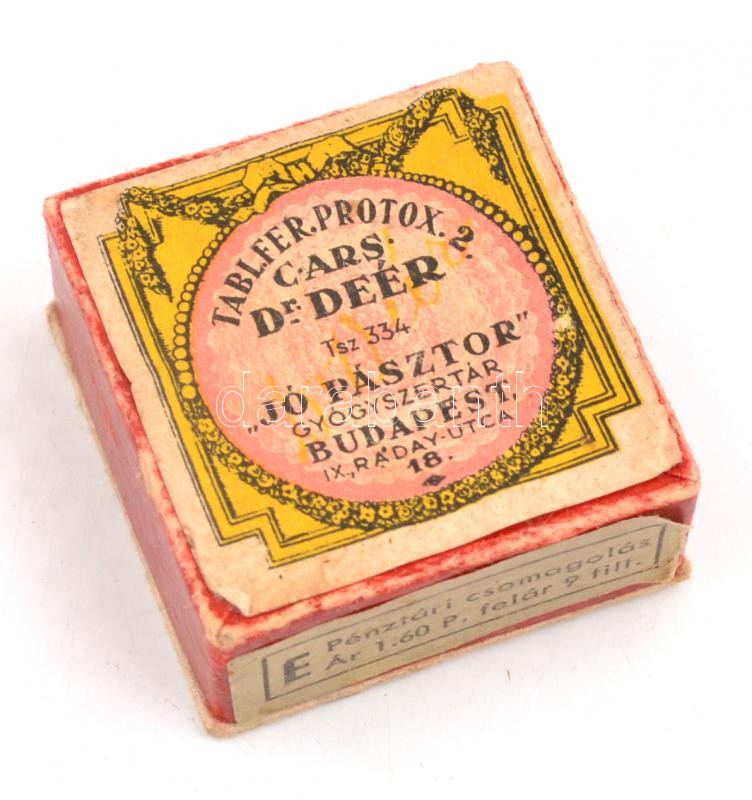 TABL.FER.PROTOX. 2
C·ARS.
Dr. DEÉR
Tsz 334
„JÓ PÁSZTOR"
GYÓGYSZERTÁR
BUDAPEST,
IX., RÁDAY-UTCA
18.
E Pénztári csomagolás
Ár 1.60 P. felár 9 fill.
darabanth